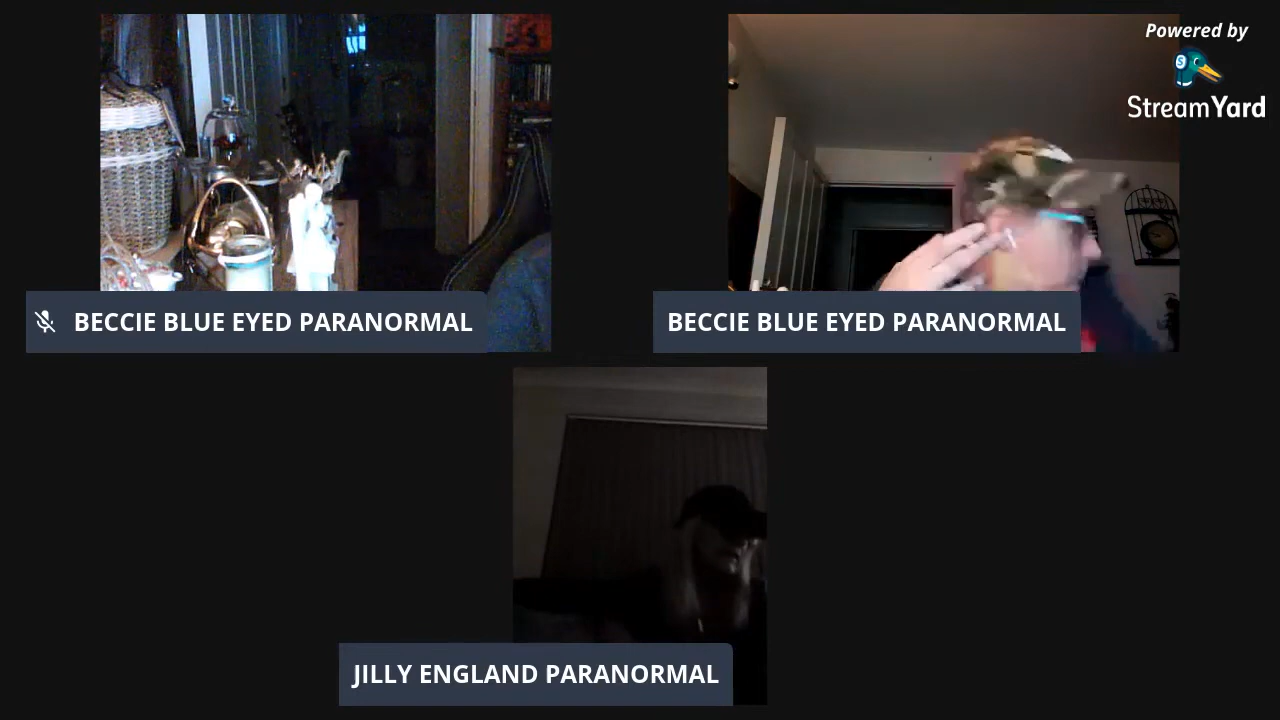 Powered by
StreamYard
BECCIE BLUE EYED PARANORMAL
BECCIE BLUE EYED PARANORMAL
JILLY ENGLAND PARANORMAL